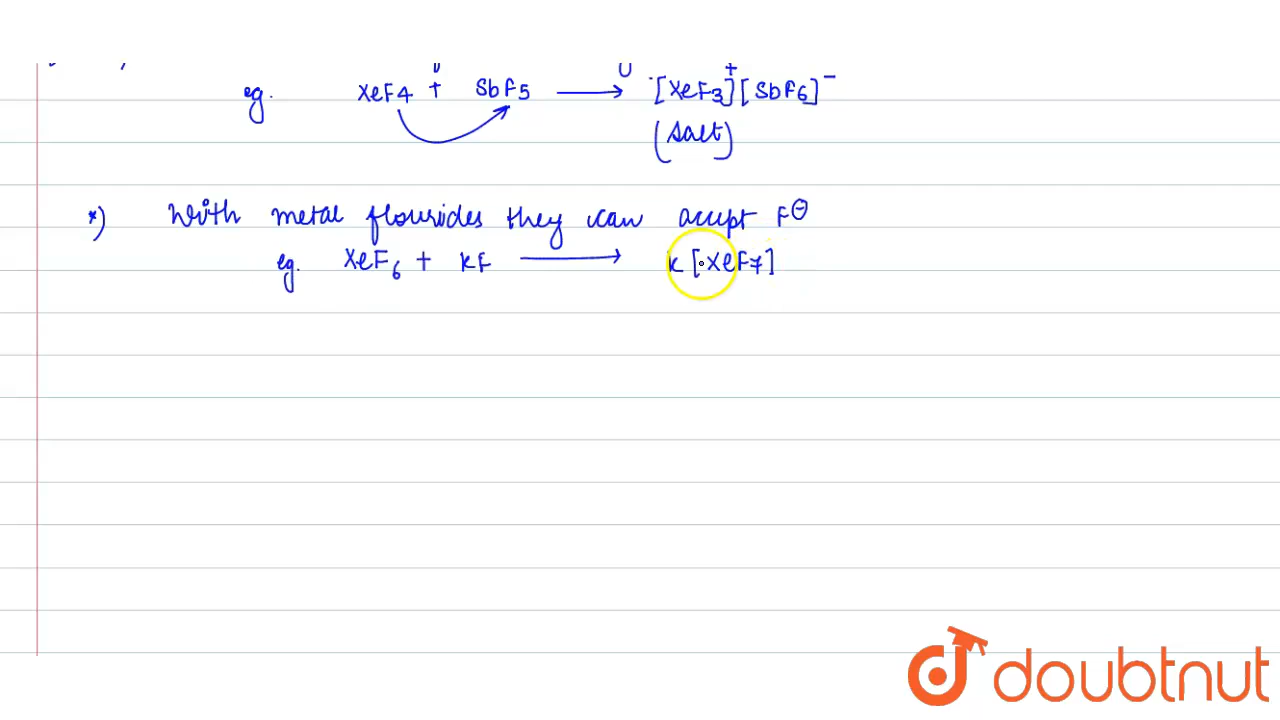 eg. XeF4 + SbF5 ⟶ [XeF3]⁺[SbF6]⁻
(salt)
*) With metal flourides they can accept F⊖
eg. XeF₆ + KF ⟶ K[XeF7]
doubtnut